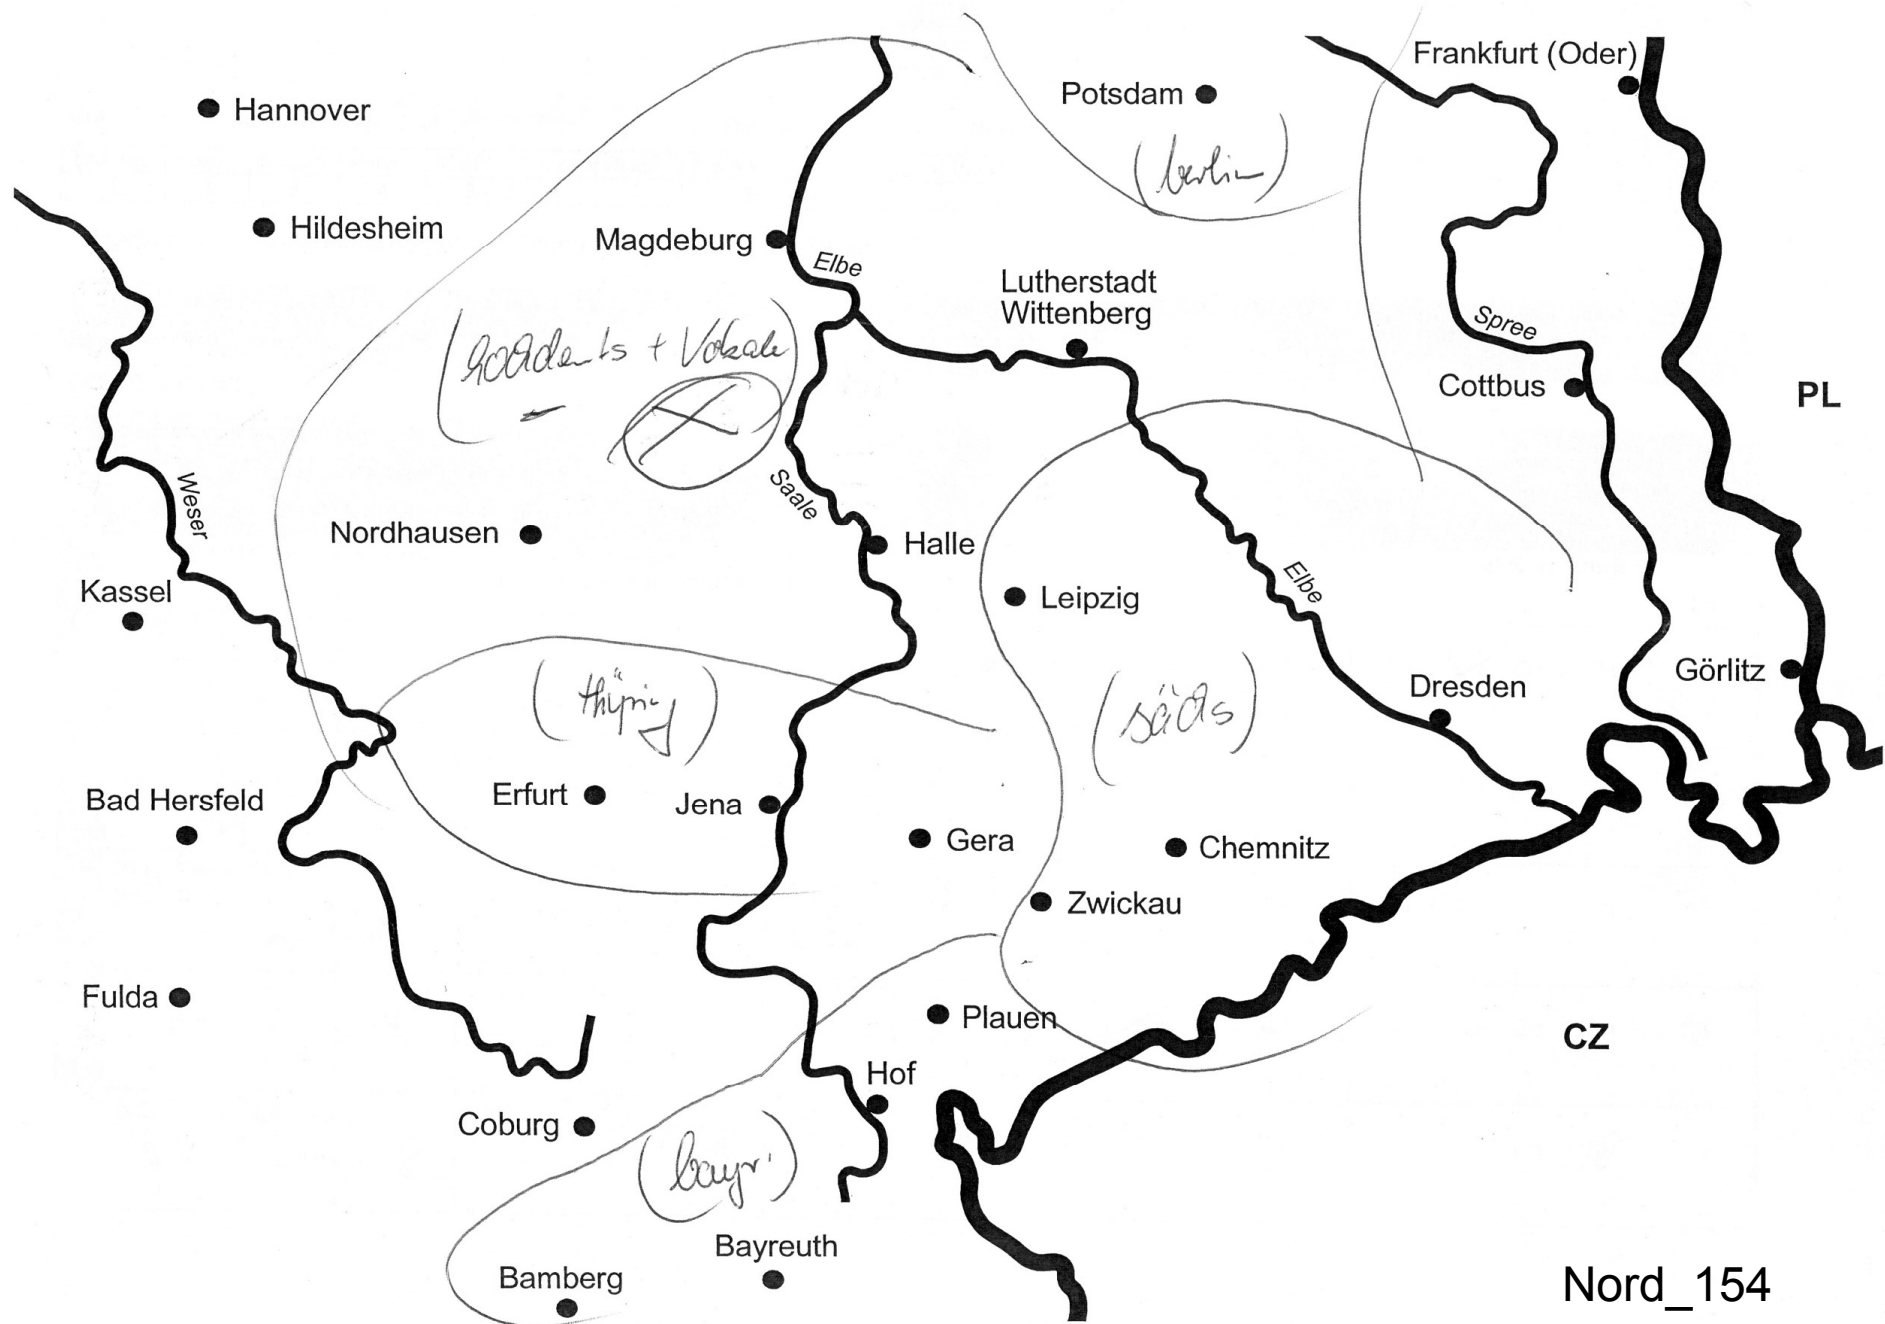 Frankfurt (Oder)
Potsdam
Hannover
(berlin)
Hildesheim
Magdeburg
Elbe
Lutherstadt
Wittenberg
Spree
+ Vokale
Cottbus
PL
Saale
Weser
Nordhausen
Halle
Kassel
Leipzig
Elbe
Görlitz
Dresden
(thüring)
(sächs)
Bad Hersfeld
Erfurt
Jena
Gera
Chemnitz
Zwickau
Fulda
Plauen
CZ
Hof
Coburg
(bayr.)
Bayreuth
Bamberg
Nord_154